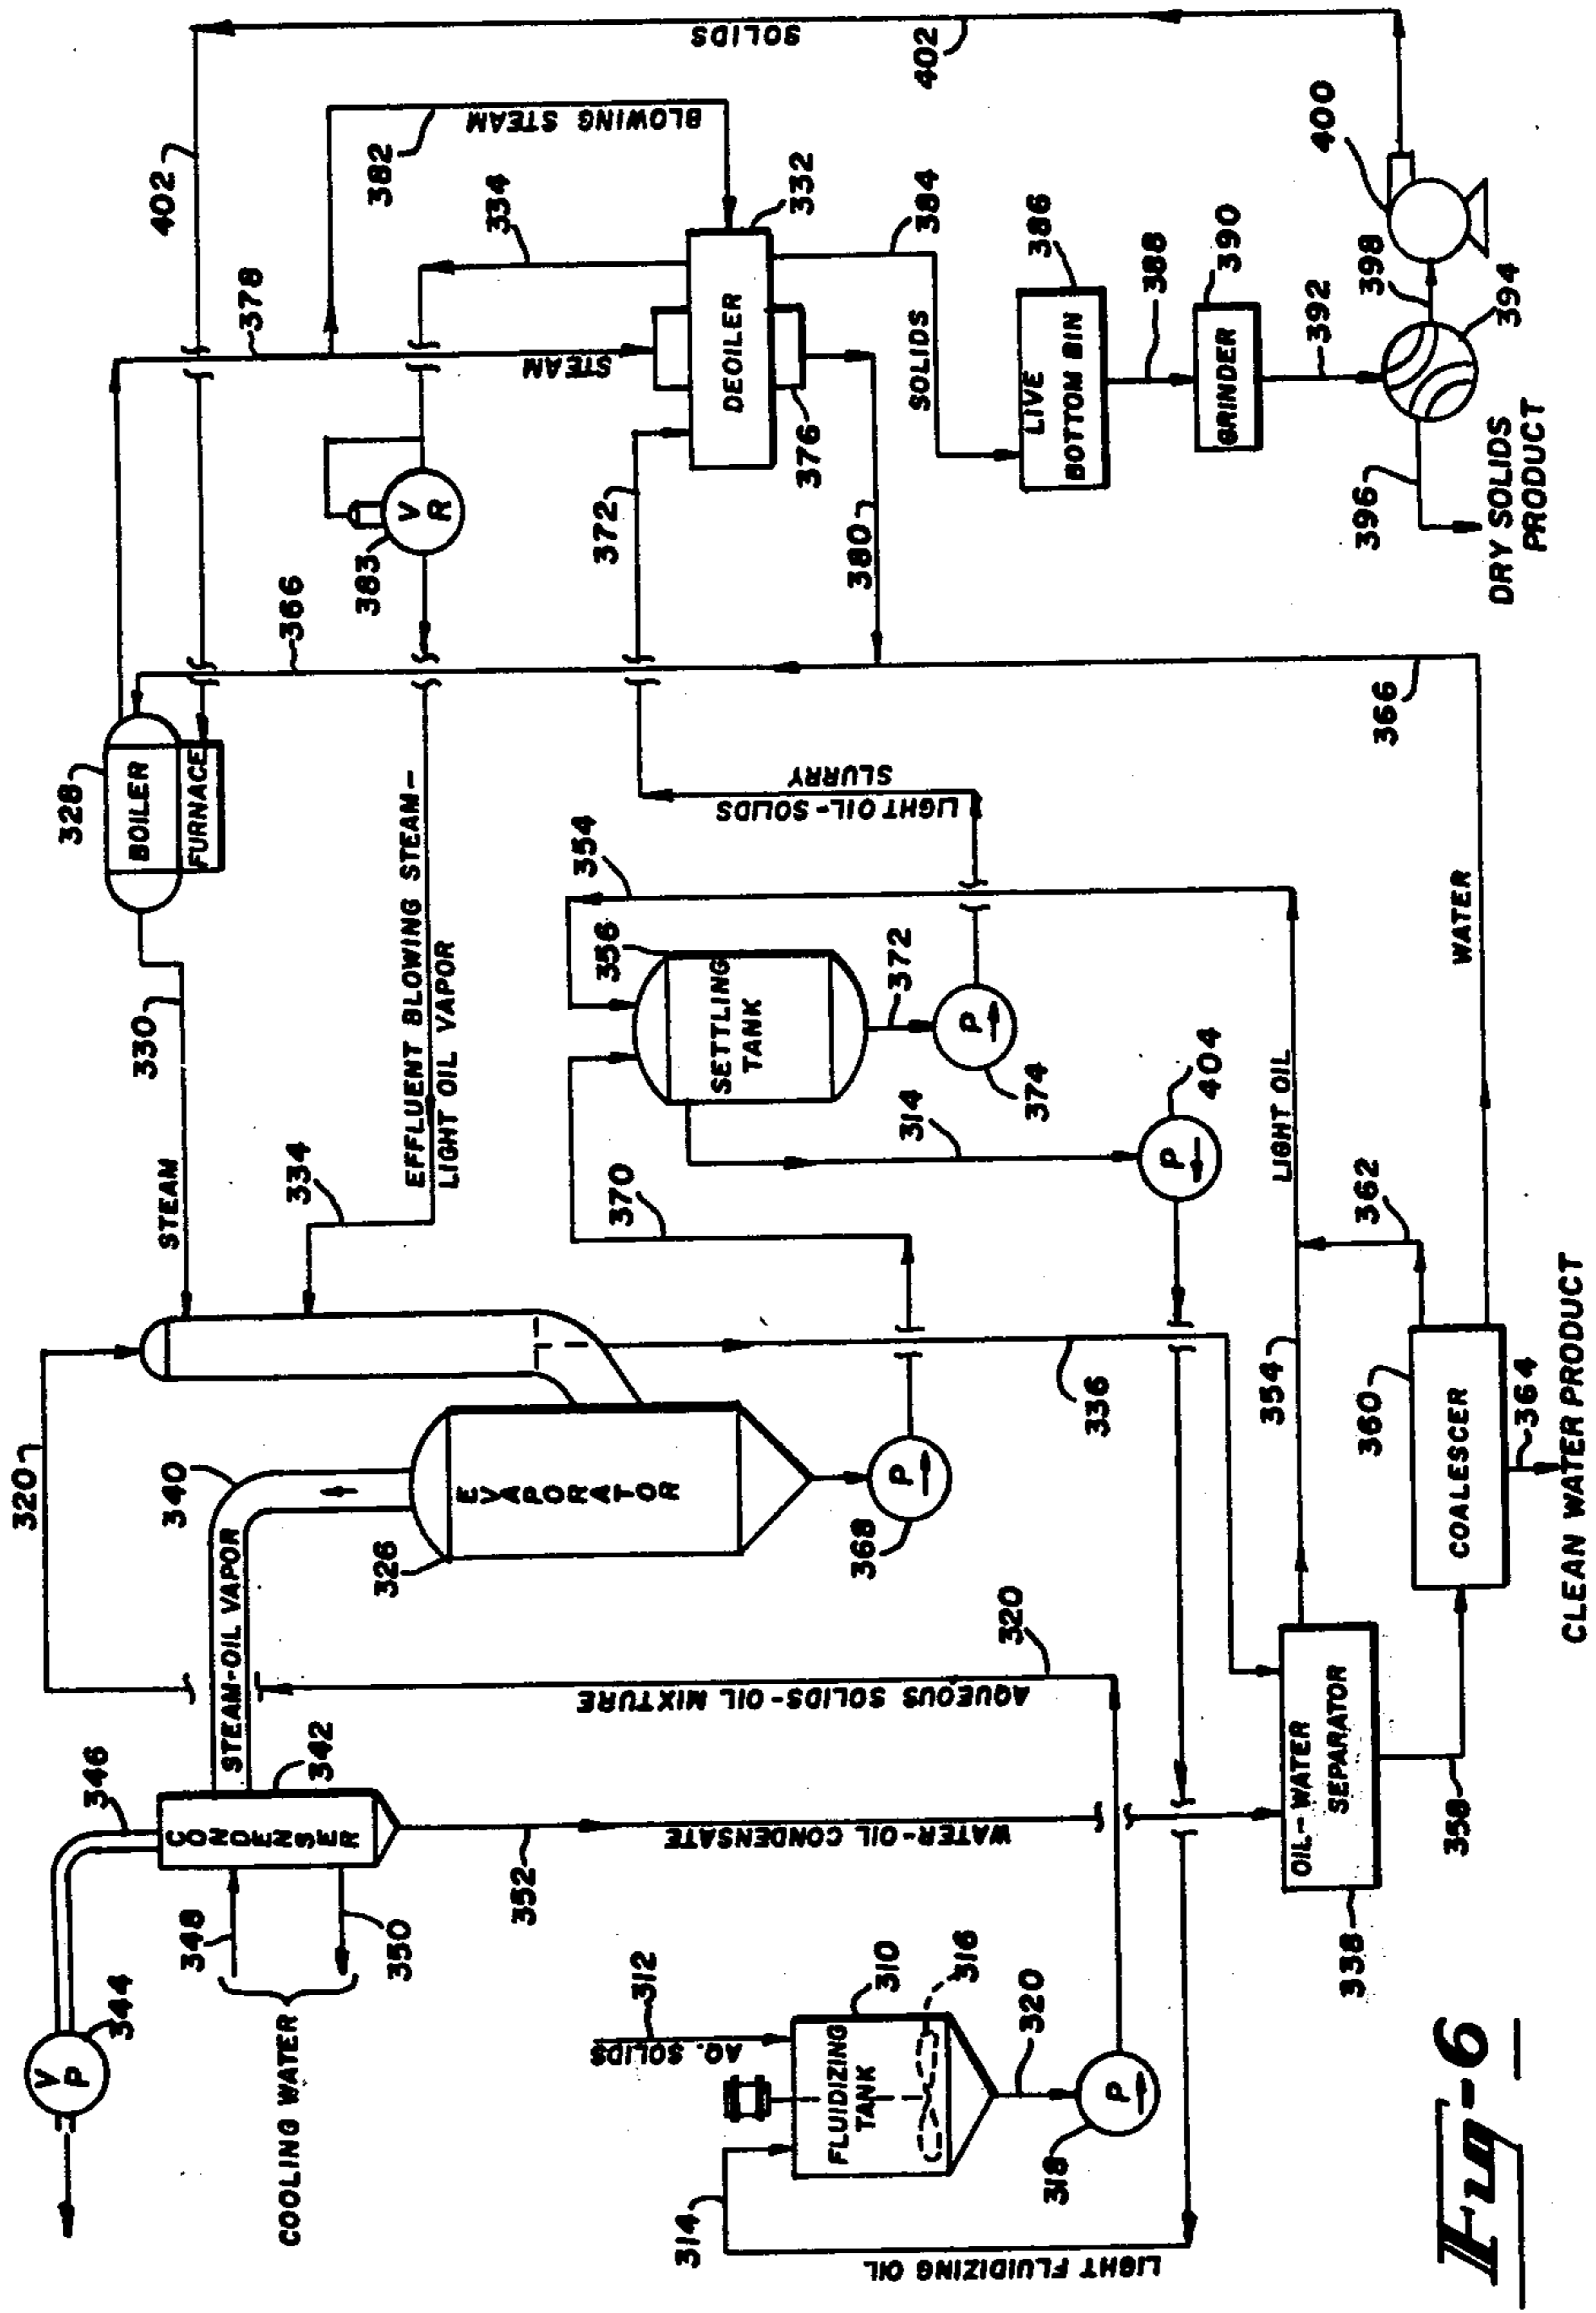 344
V
P
346
348
350
COOLING WATER
CONDENSER
342
STEAM-OIL VAPOR
340
320
STEAM
330
328
BOILER
FURNACE
378
402
402
SOLIDS
BLOWING STEAM
382
334
334
EFFLUENT BLOWING STEAM-
LIGHT OIL VAPOR
383
V
R
366
STEAM
DEOILER
332
376
372
380
384
SOLIDS
352
WATER-OIL CONDENSATE
326
EVAPORATOR
368
P
370
356
SETTLING
TANK
354
372
P
374
LIGHT OIL-SOLIDS
SLURRY
LIVE
BOTTOM BIN
386
388
GRINDER
390
392
394
396
398
400
DRY SOLIDS
PRODUCT
312
AQ. SOLIDS
310
FLUIDIZING
TANK
316
314
LIGHT FLUIDIZING OIL
318
P
320
320
AQUEOUS SOLIDS-OIL MIXTURE
336
314
P
404
LIGHT OIL
354
362
OIL-WATER
SEPARATOR
338
358
360
COALESCER
364
CLEAN WATER PRODUCT
WATER
366
Fig-6